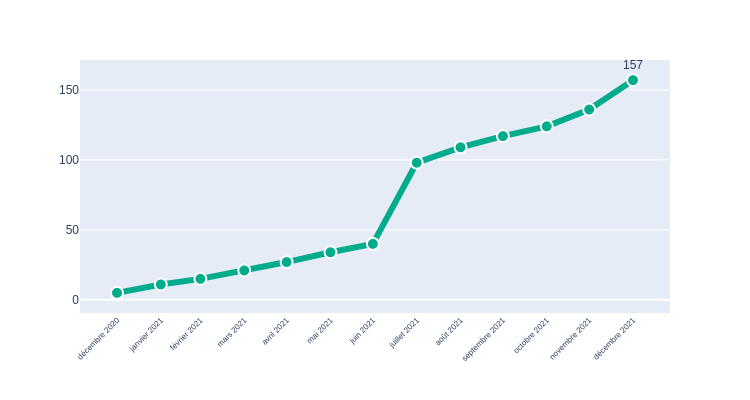 157
150
100
50
0
décembre 2020
janvier 2021
février 2021
mars 2021
avril 2021
mai 2021
juin 2021
juillet 2021
août 2021
septembre 2021
octobre 2021
novembre 2021
décembre 2021